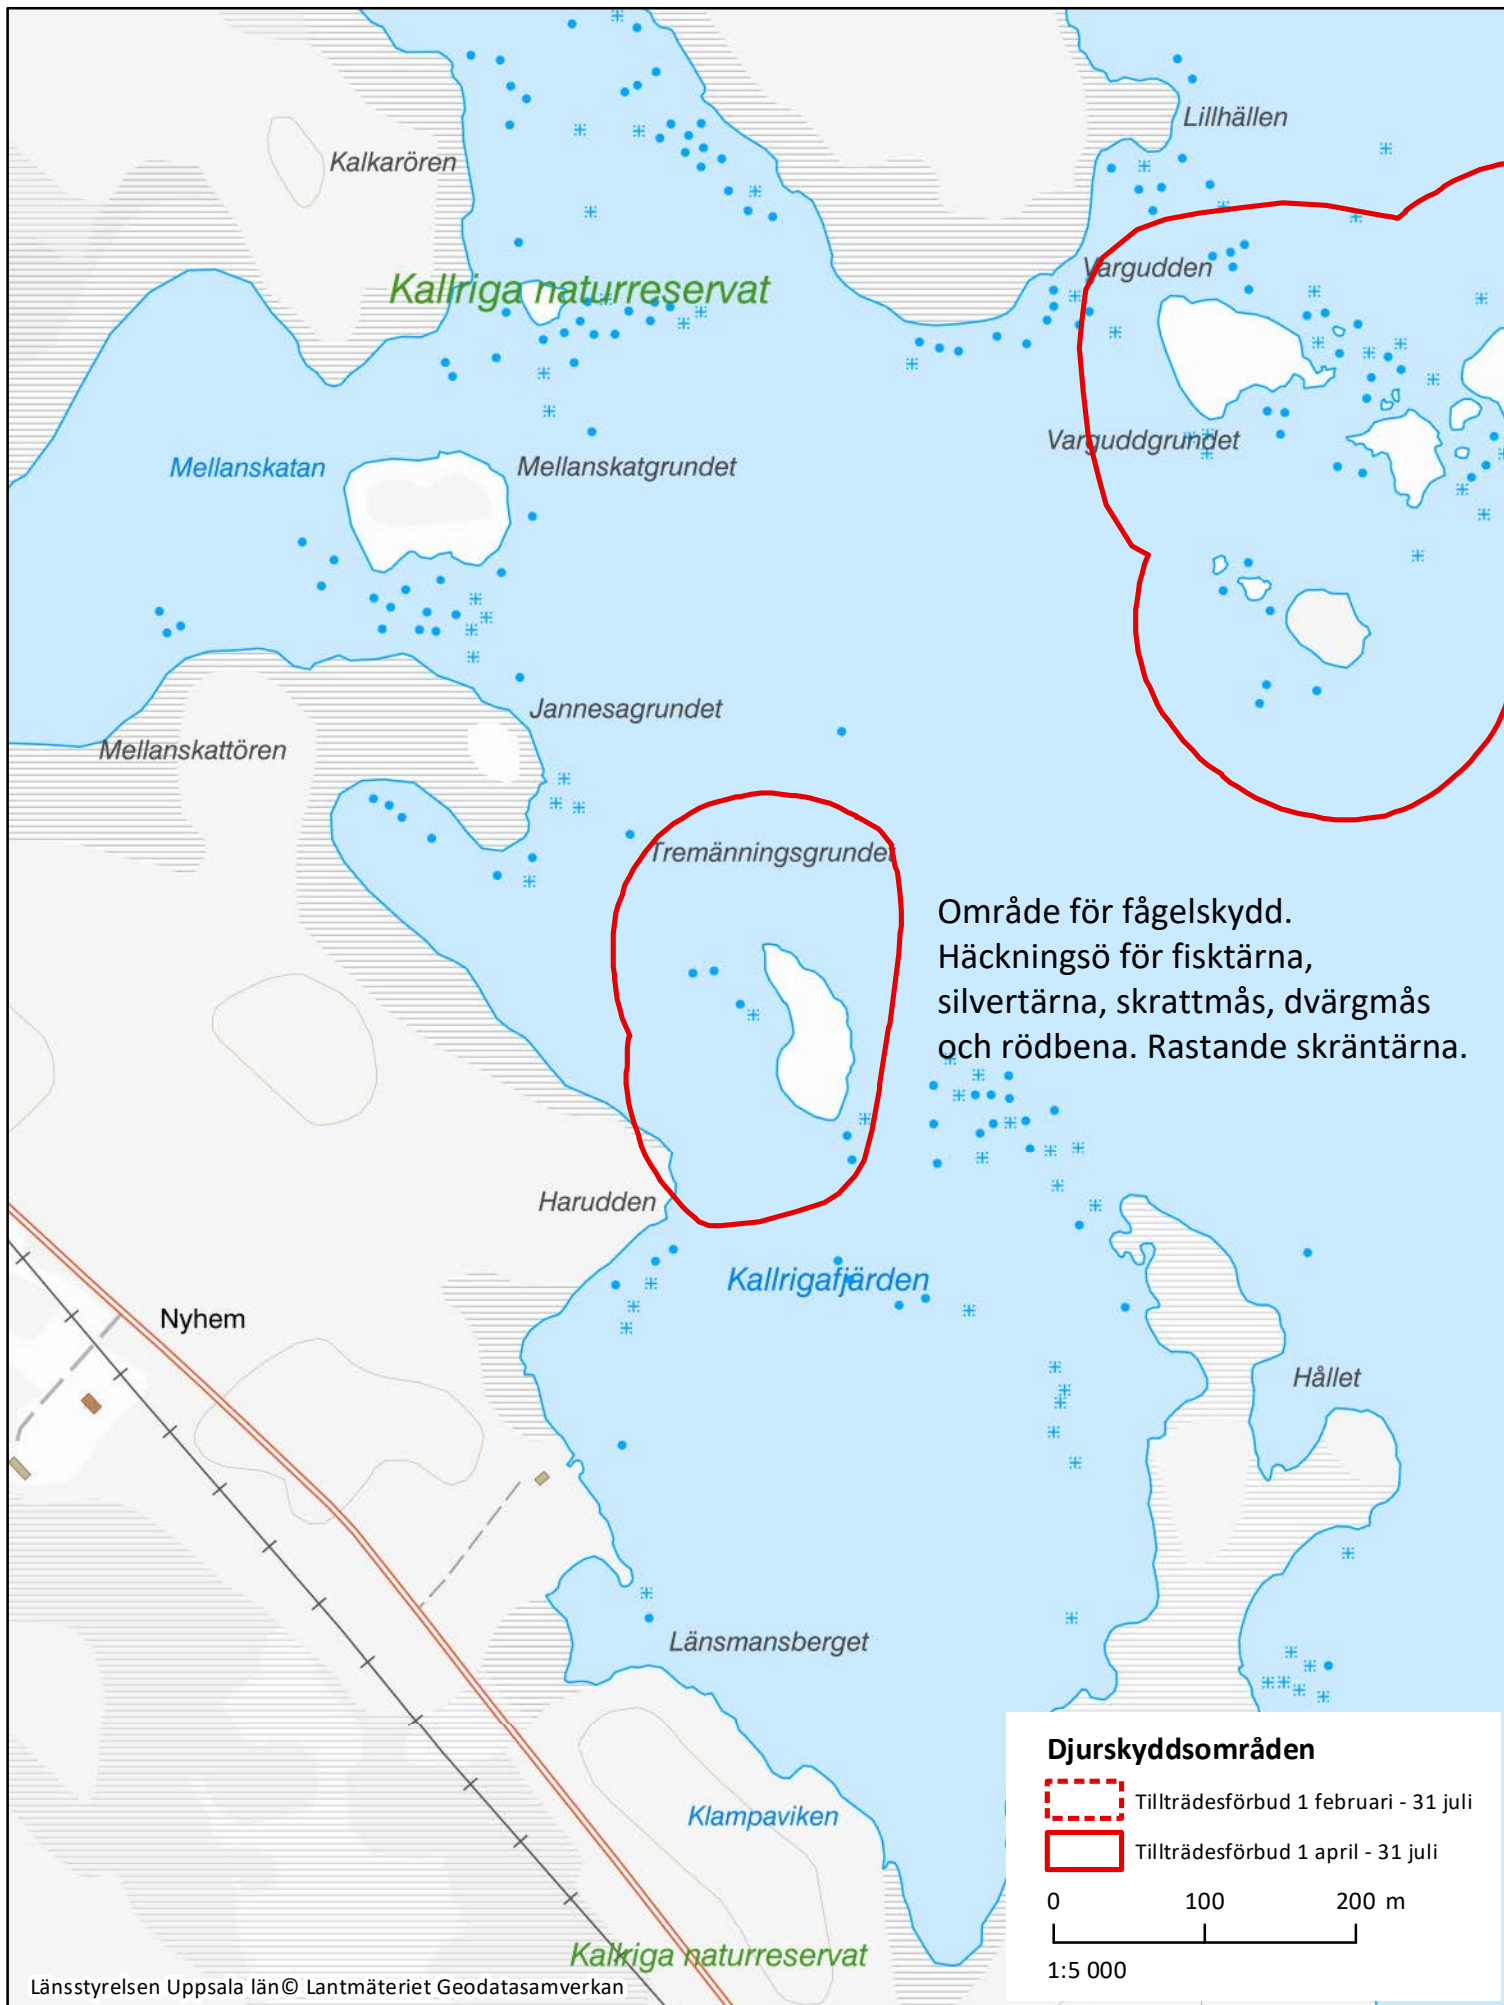 Lillhällen
Kalkarören
Vargudden
Kallriga naturreservat
Varguddgrundet
Mellanskatan
Mellanskatgrundet
Jannesagrundet
Mellanskattören
Tremänningsgrundet
Område för fågelskydd.
Häckningsö för fisktärna,
silvertärna, skrattmås, dvärgmås
och rödbena. Rastande skräntärna.
Harudden
Kallrigafjärden
Nyhem
Hållet
Länsmansberget
Djurskyddsområden
Tillträdesförbud 1 februari - 31 juli
Klampaviken
Tillträdesförbud 1 april - 31 juli
0 100 200 m
Kallriga naturreservat
1:5 000
Länsstyrelsen Uppsala län© Lantmäteriet Geodatasamverkan